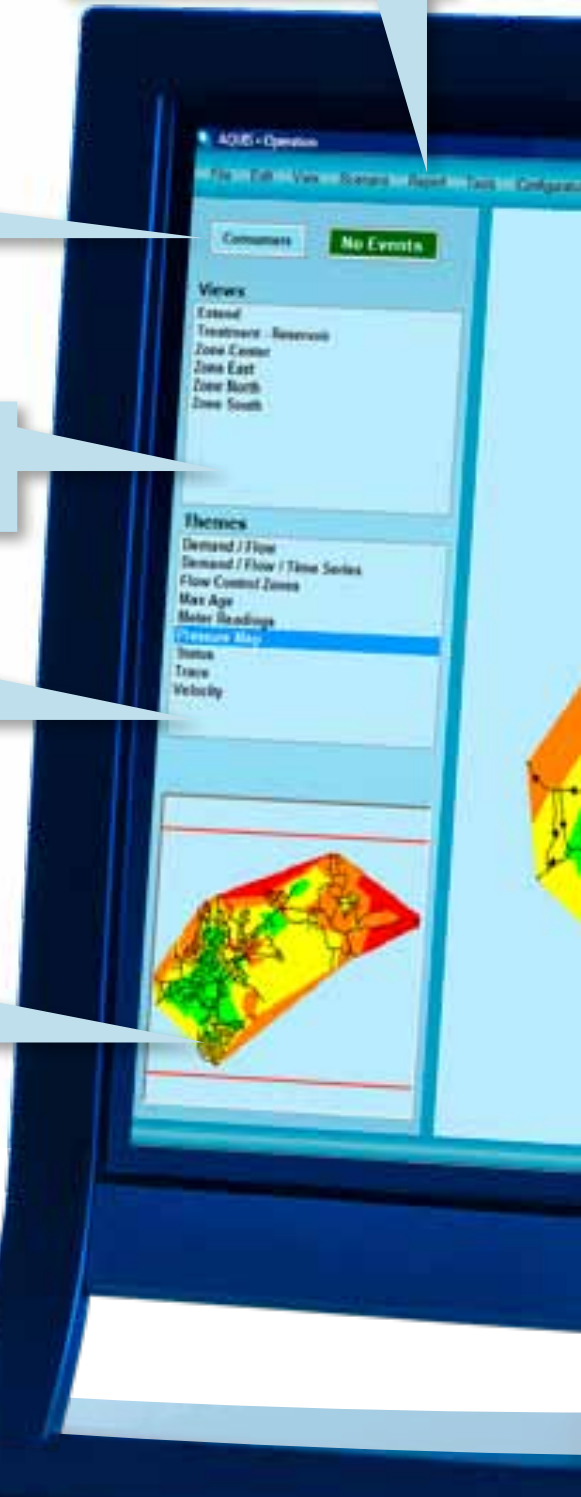 AQUIS - Operation
File Edit View Scenario Report Tools Configuration
Consumers No Events
Views
Extend
Treatment - Reservoir
Zone Center
Zone East
Zone North
Zone South
Themes
Demand / Flow
Demand / Flow / Time Series
Flow Control Zones
Max Age
Meter Readings
Pressure Map
Status
Trace
Velocity